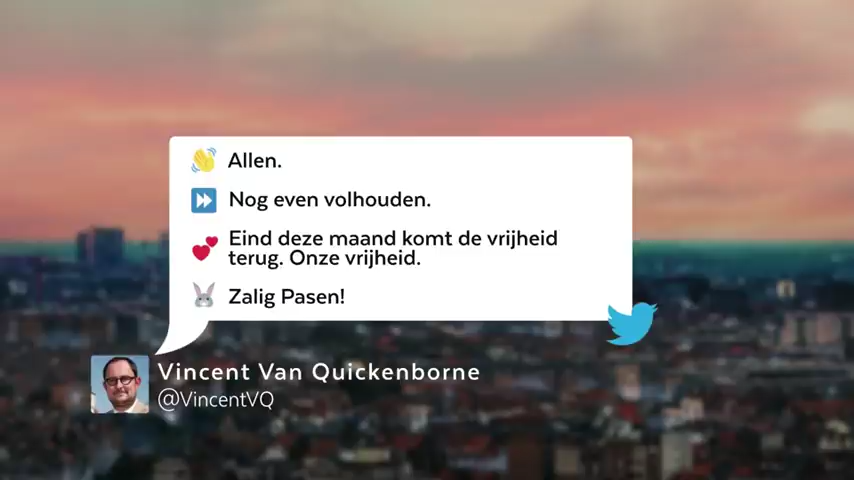 👋 Allen.
⏩ Nog even volhouden.
💕 Eind deze maand komt de vrijheid
terug. Onze vrijheid.
🐰 Zalig Pasen!
Vincent Van Quickenborne
@VincentVQ